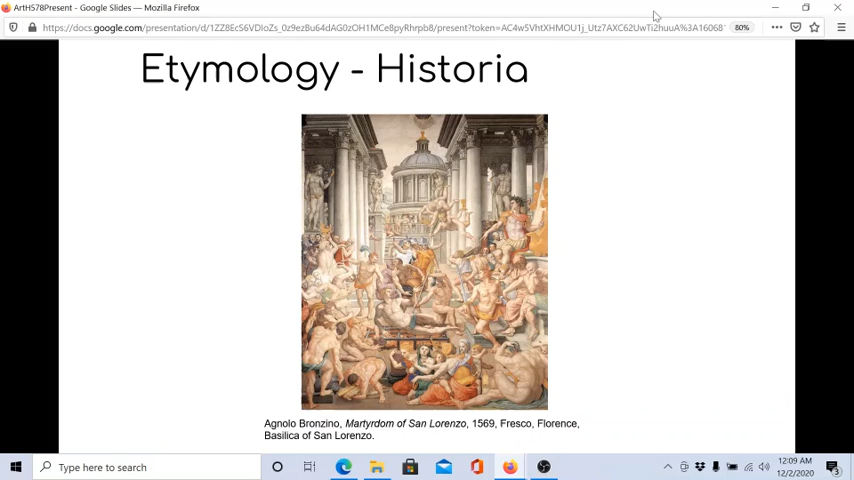 ArtH578Present - Google Slides — Mozilla Firefox
80%
Etymology - Historia
Agnolo Bronzino, Martyrdom of San Lorenzo, 1569, Fresco, Florence,
Basilica of San Lorenzo.
Type here to search
12:09 AM
12/2/2020
3